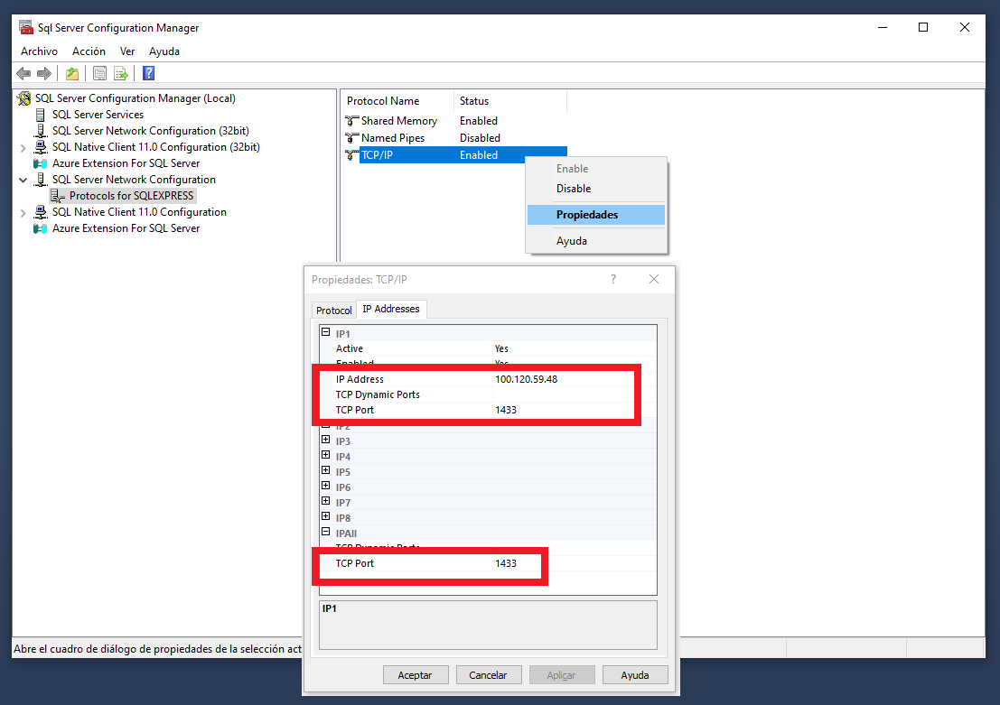 Sql Server Configuration Manager
Archivo Acción Ver Ayuda
SQL Server Configuration Manager (Local)
SQL Server Services
SQL Server Network Configuration (32bit)
SQL Native Client 11.0 Configuration (32bit)
Azure Extension For SQL Server
SQL Server Network Configuration
Protocols for SQLEXPRESS
SQL Native Client 11.0 Configuration
Azure Extension For SQL Server
Protocol Name Status
Shared Memory Enabled
Named Pipes Disabled
TCP/IP Enabled
Enable
Disable
Propiedades
Ayuda
Propiedades: TCP/IP ?
Protocol IP Addresses
IP1
Active Yes
Enabled Yes
IP Address 100.120.59.48
TCP Dynamic Ports
TCP Port 1433
IP2
IP3
IP4
IP5
IP6
IP7
IP8
IPAll
TCP Dynamic Ports
TCP Port 1433
IP1
Aceptar Cancelar Aplicar Ayuda
Abre el cuadro de diálogo de propiedades de la selección act